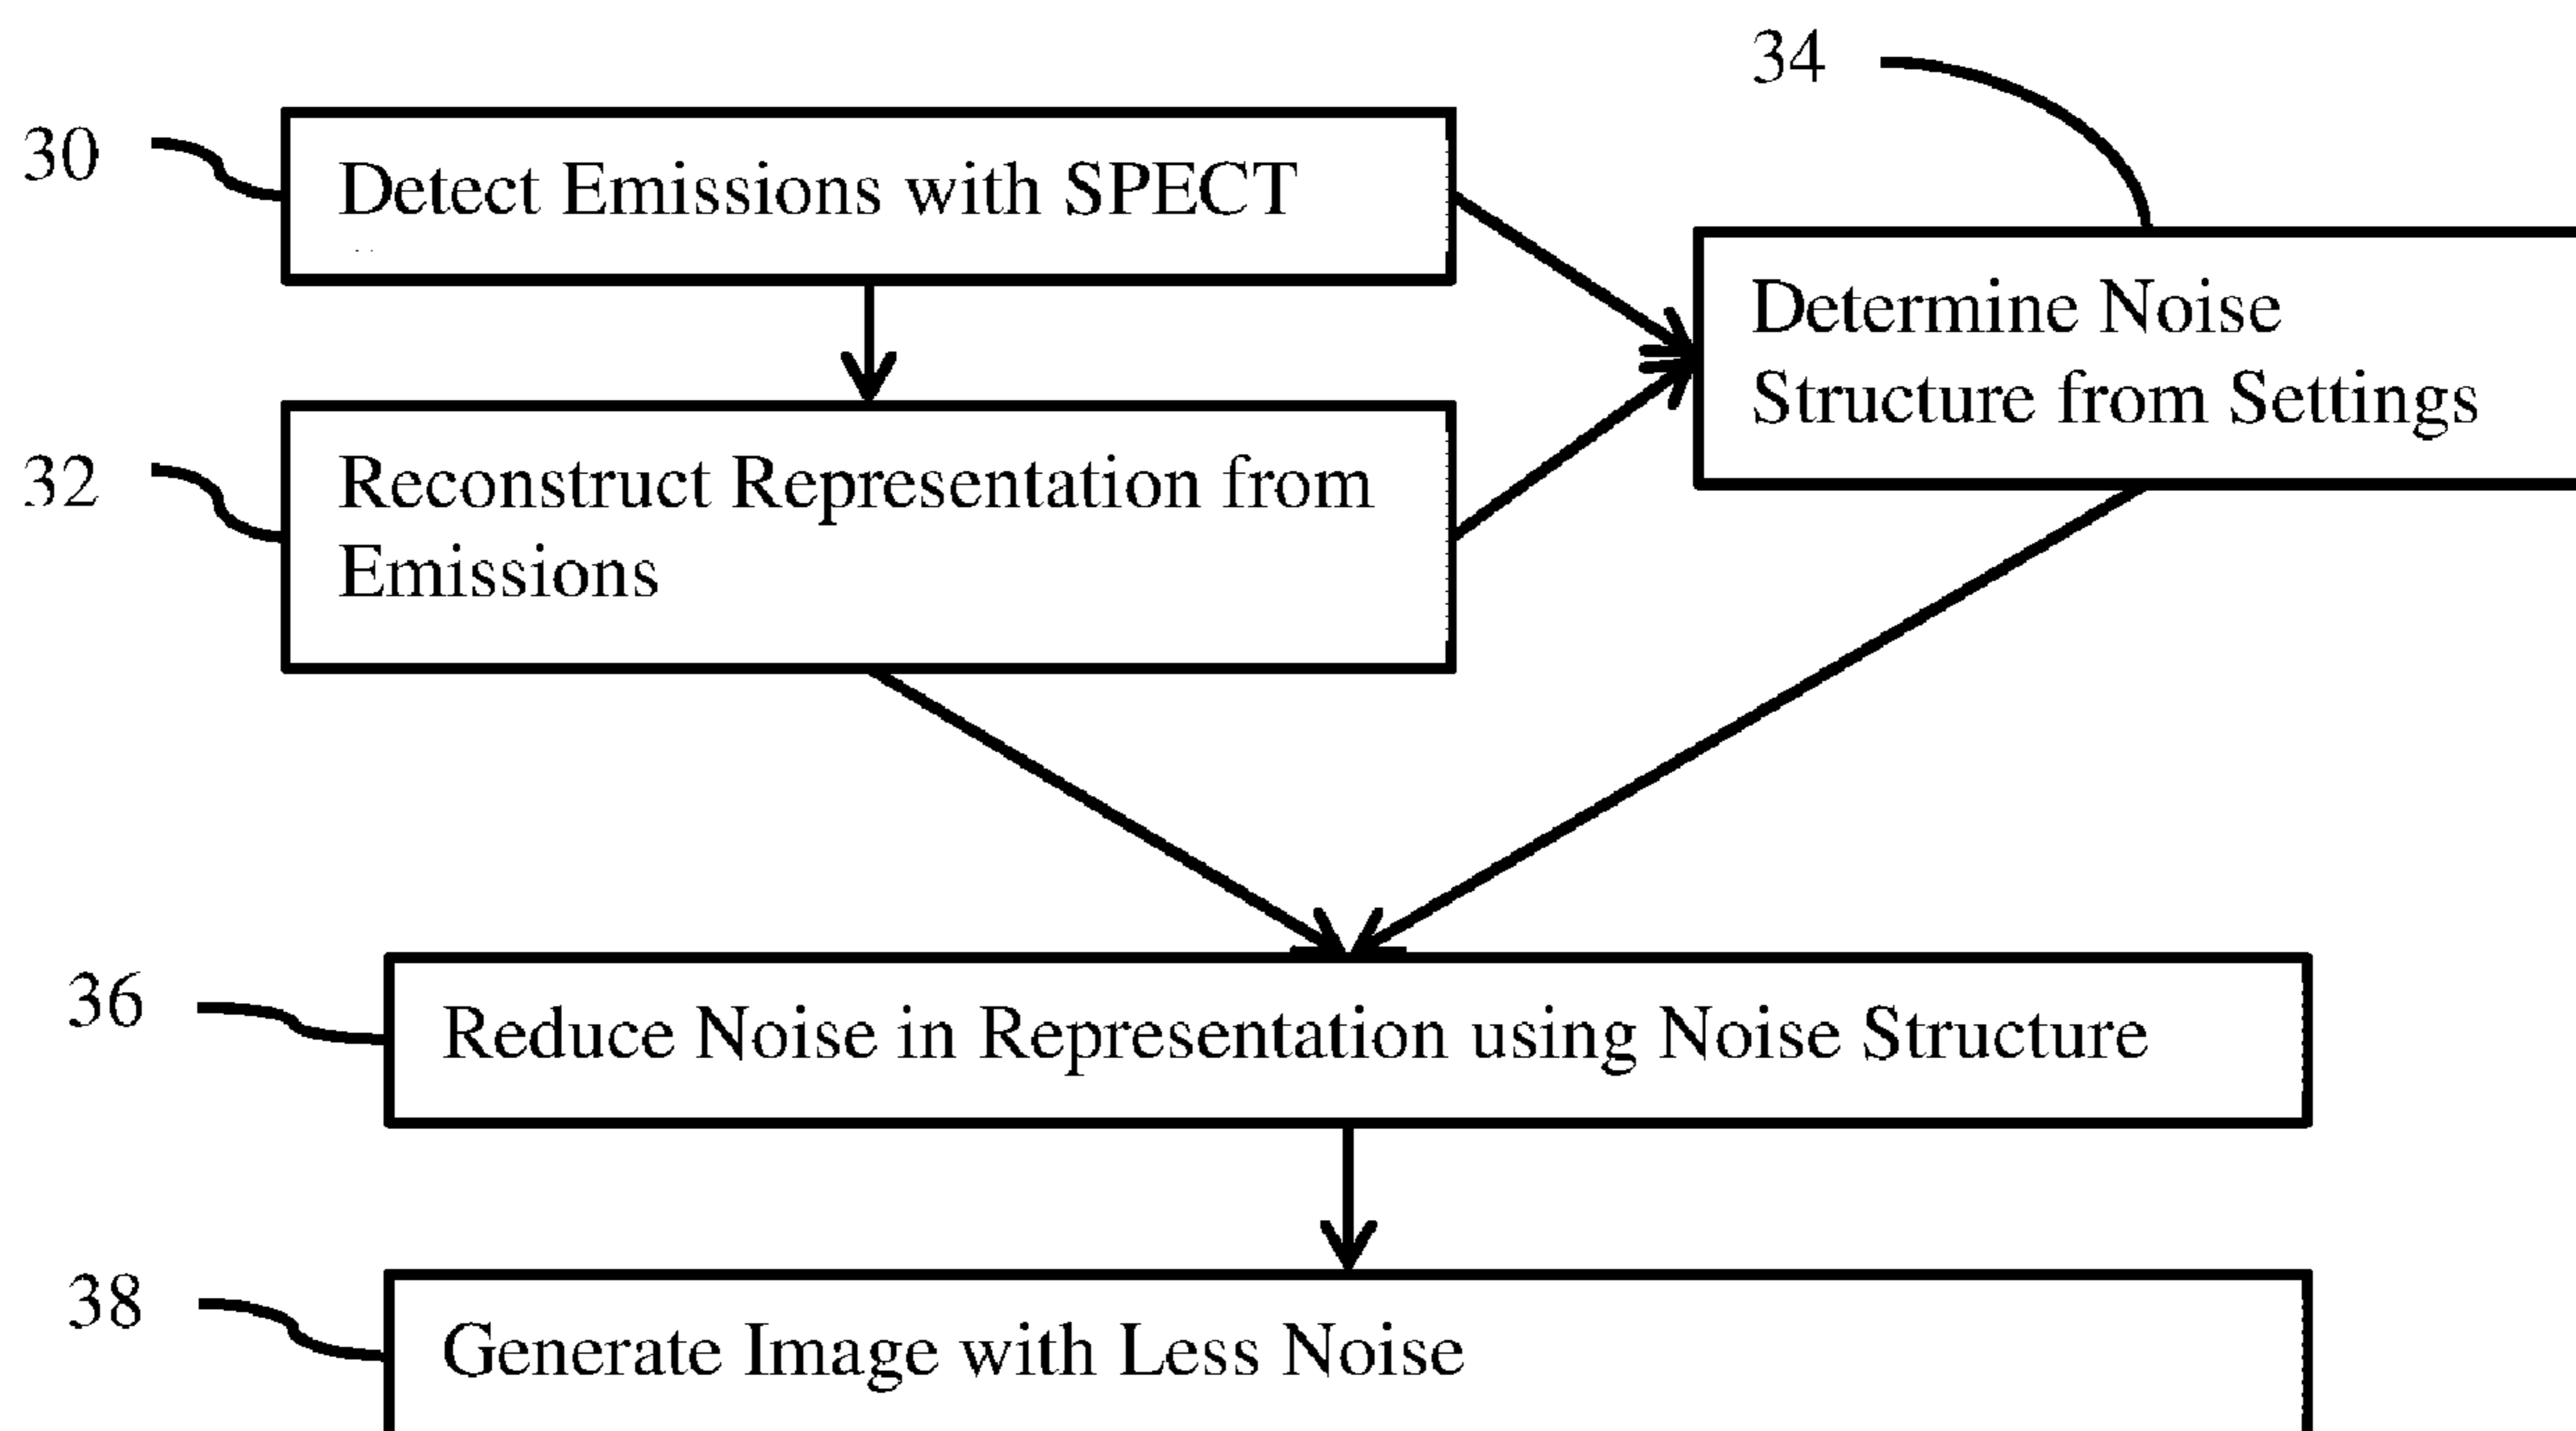 34
30
Detect Emissions with SPECT
Determine Noise
Structure from Settings
32
Reconstruct Representation from
Emissions
36
Reduce Noise in Representation using Noise Structure
38
Generate Image with Less Noise